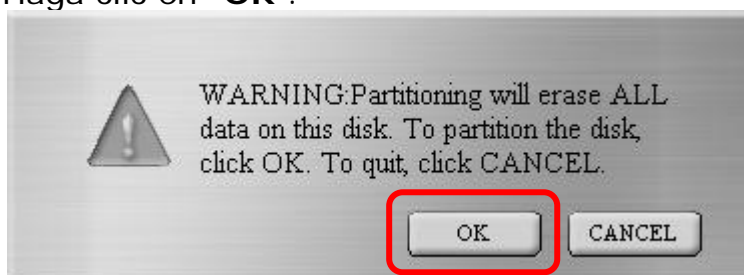 Haga clic en "OK".
WARNING:Partitioning will erase ALL
data on this disk. To partition the disk,
click OK. To quit, click CANCEL.
OK CANCEL